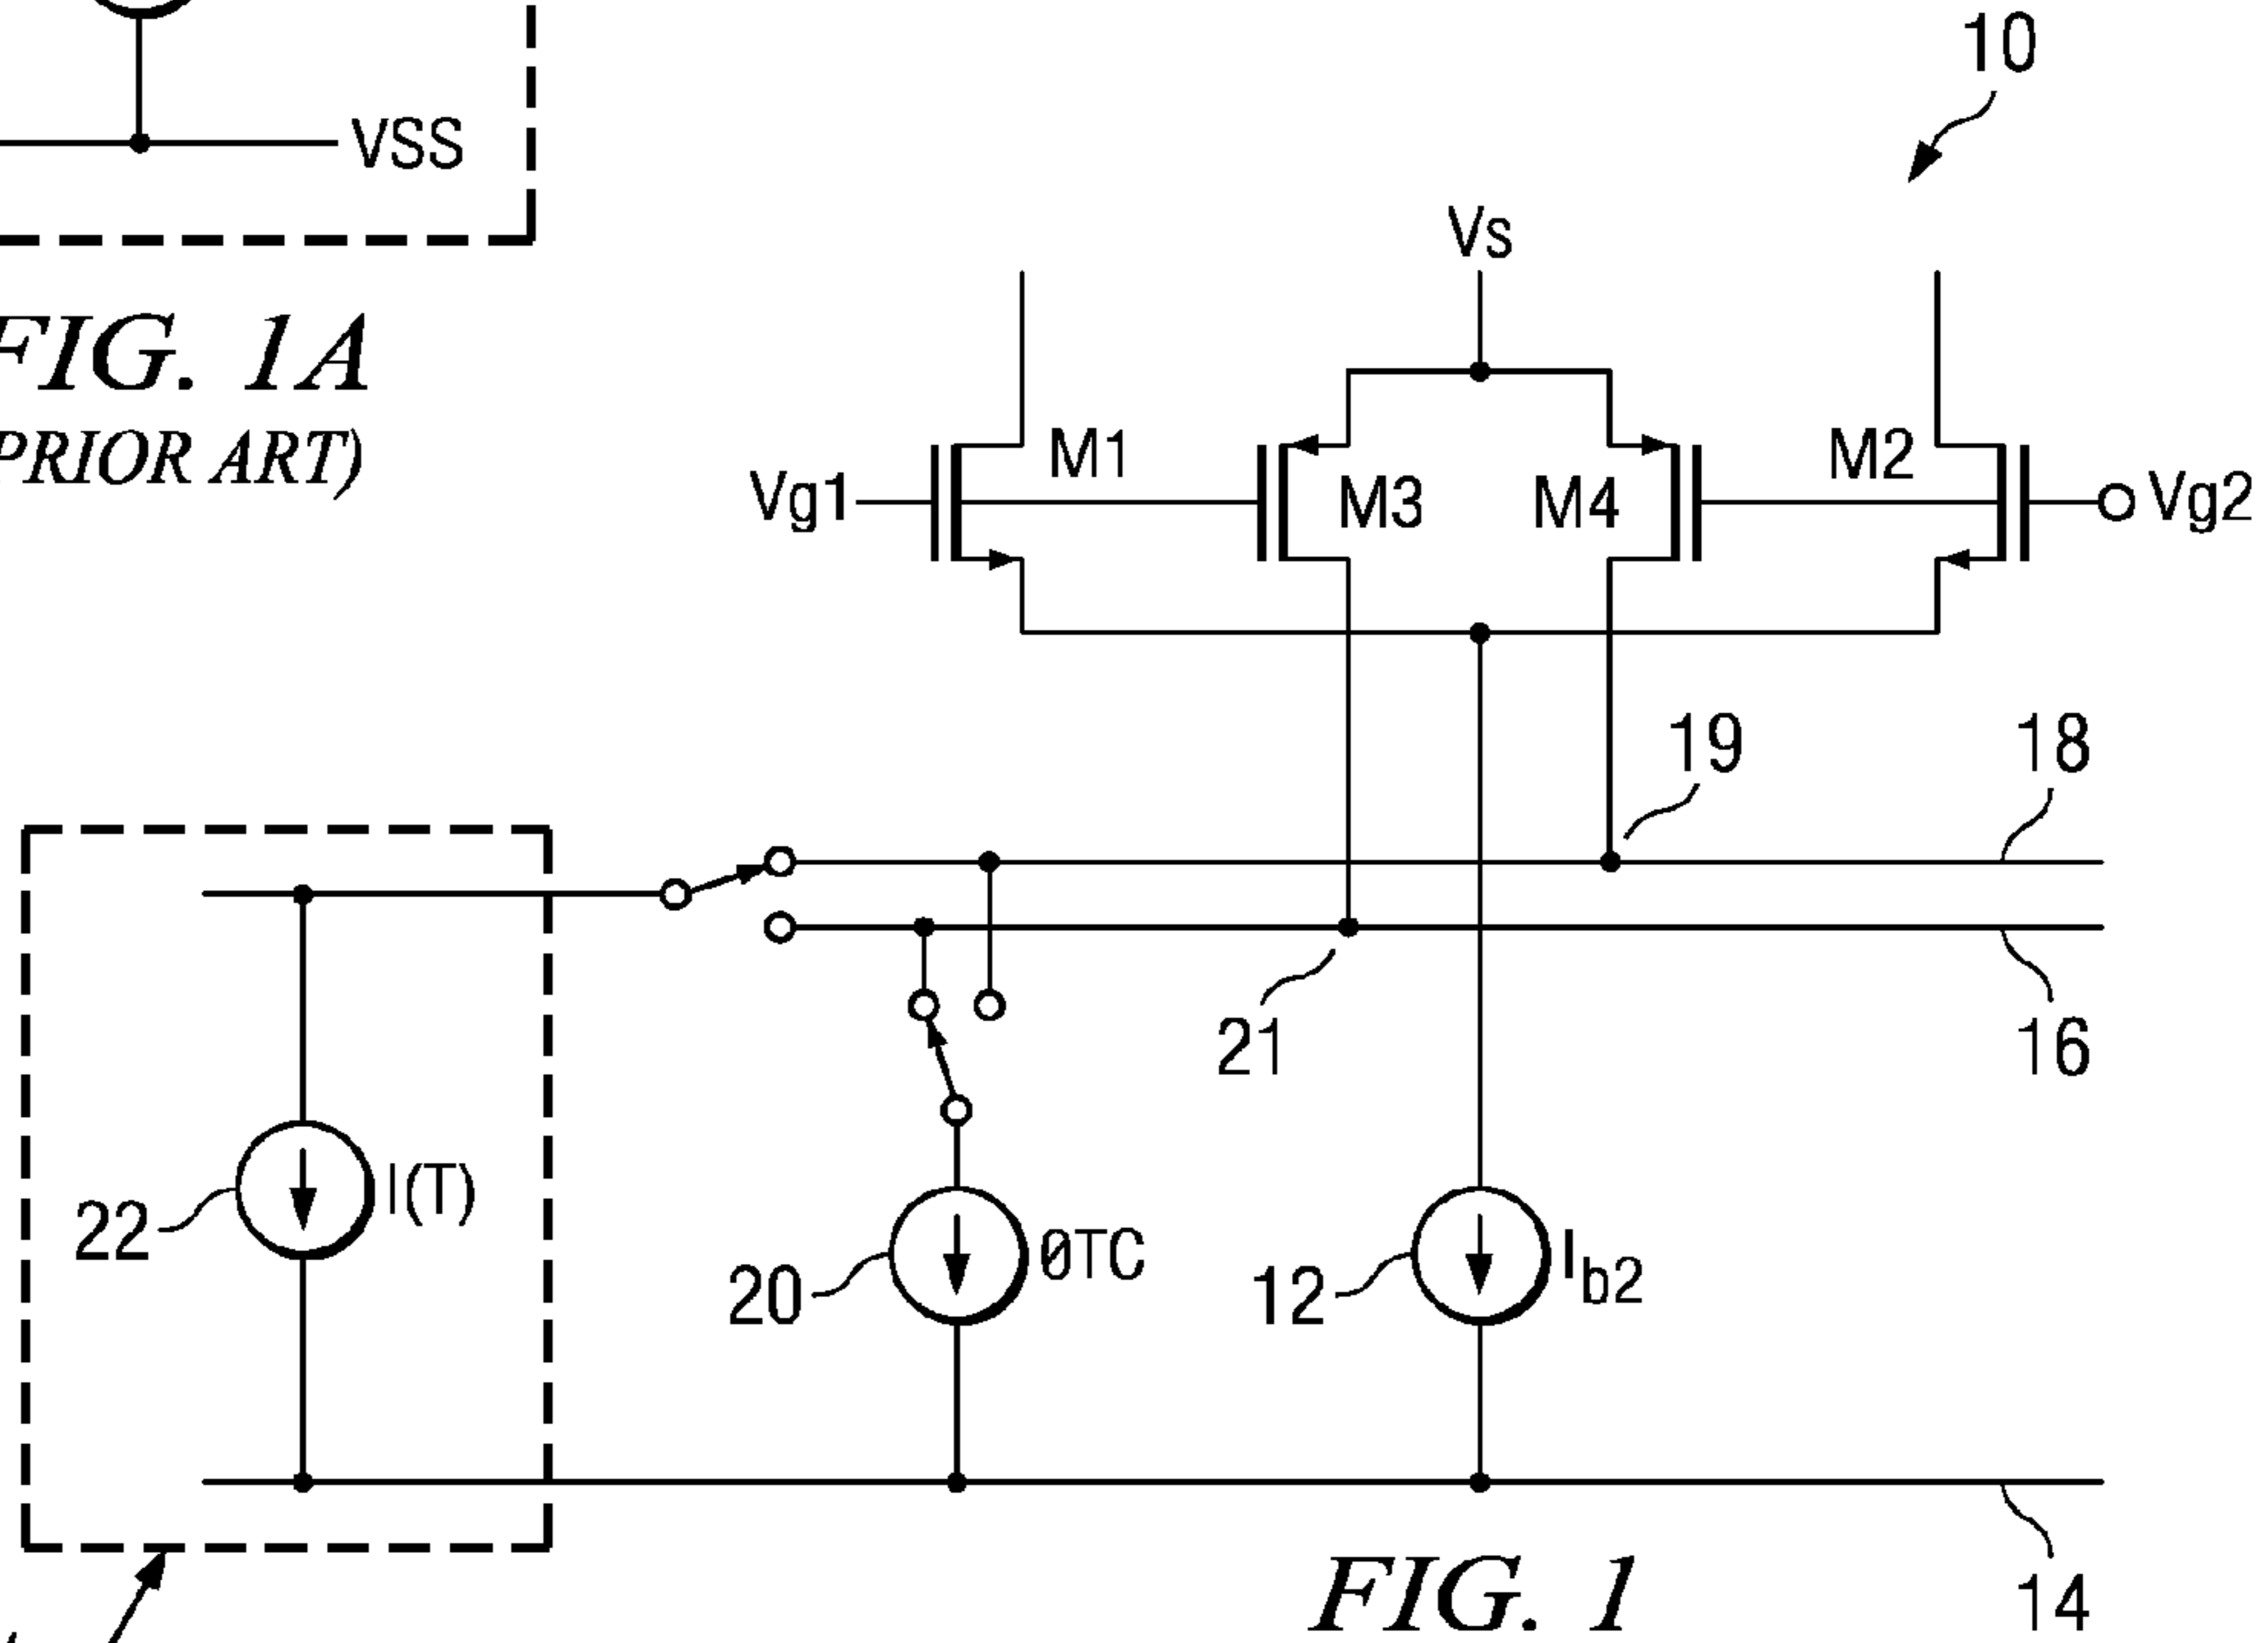 VSS
FIG. 1A
PRIOR ART)
10
Vs
M1
M2
Vg1
M3
M4
Vg2
19
18
21
16
22
I(T)
20
0TC
12
Ib2
14
FIG. 1